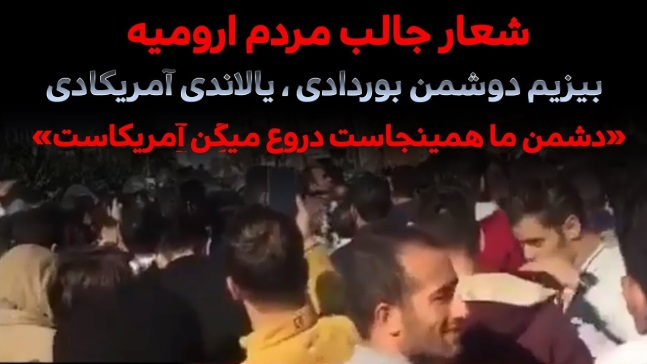 شعار جالب مردم ارومیه
بیزیم دوشمن بوردادی ، یالاندی آمریکادی
«دشمن ما همینجاست دروغ میگن آمریکاست»